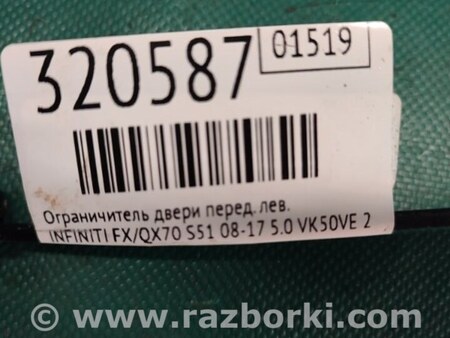 01519
320587
Ограничитель двери перед. лев.
INFINITI FX/QX70 S51 08-17 5.0 VK50VE 2
www.razborki.com